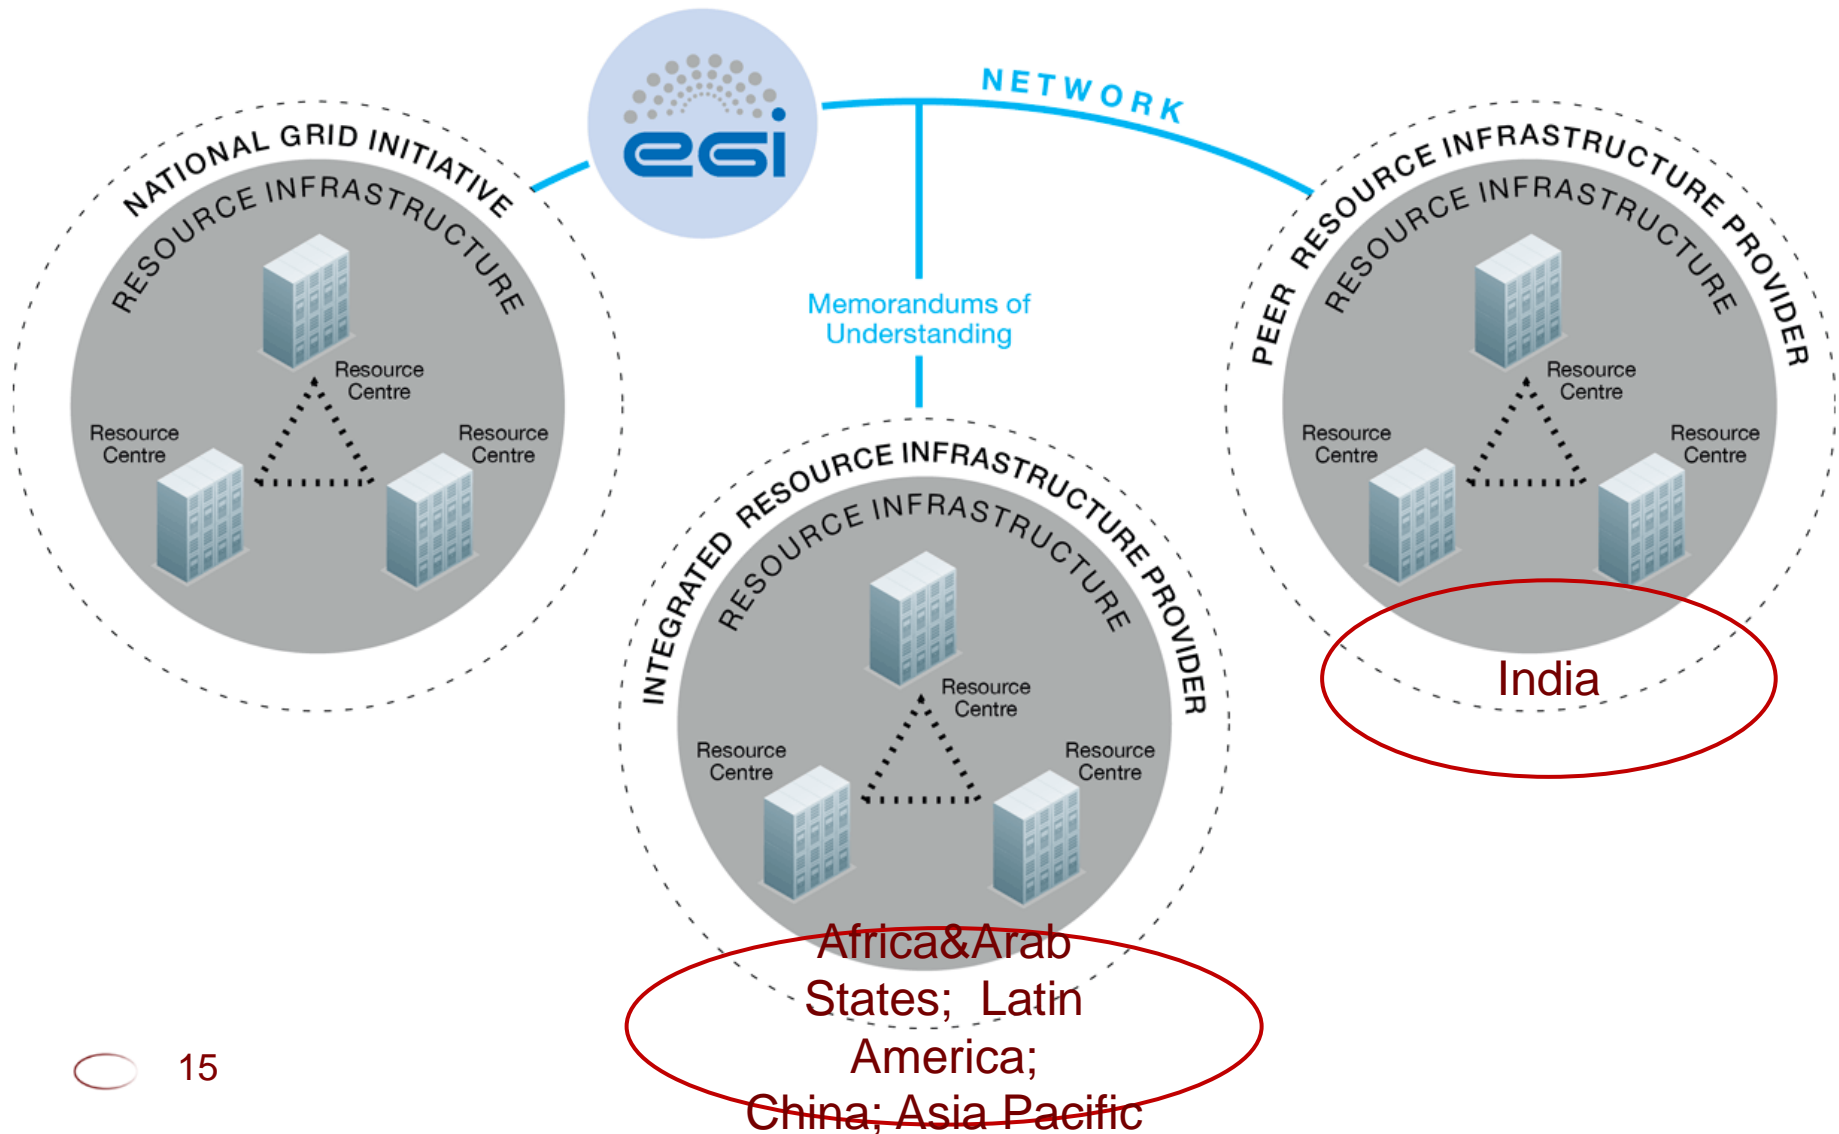 egi
NETWORK
NATIONAL GRID INITIATIVE
RESOURCE INFRASTRUCTURE
Resource
Centre
Resource
Centre
Resource
Centre
Memorandums of
Understanding
PEER RESOURCE INFRASTRUCTURE PROVIDER
RESOURCE INFRASTRUCTURE
Resource
Centre
Resource
Centre
Resource
Centre
India
INTEGRATED RESOURCE INFRASTRUCTURE PROVIDER
RESOURCE INFRASTRUCTURE
Resource
Centre
Resource
Centre
Resource
Centre
Africa&Arab
States; Latin
America;
China; Asia Pacific
15